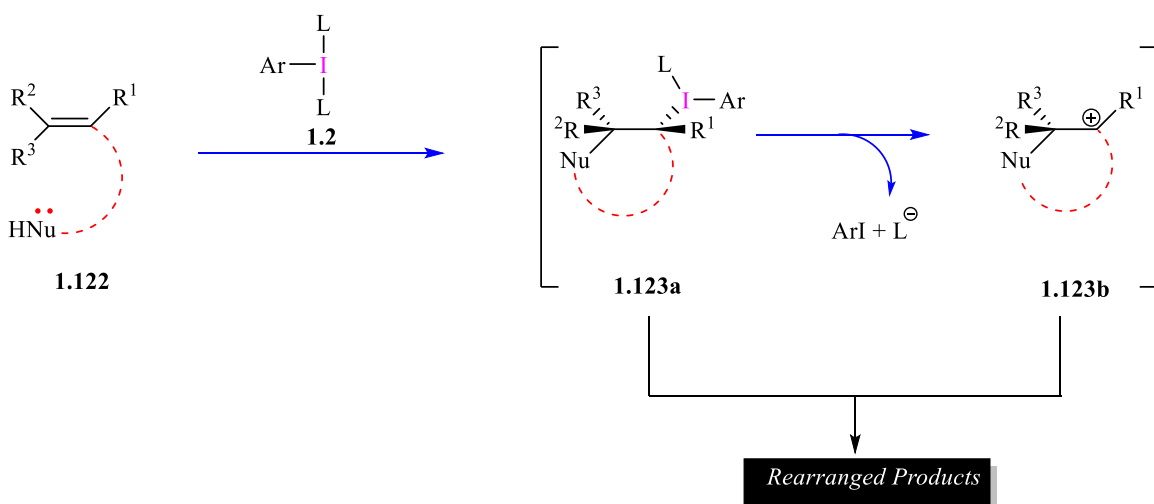 L
Ar I
L
1.2
R² R¹
R³
HNu
1.122
L
I Ar
R³
²R R¹
Nu
1.123a
ArI + L⊖
R³ R¹
²R ⊕
Nu
1.123b
Rearranged Products